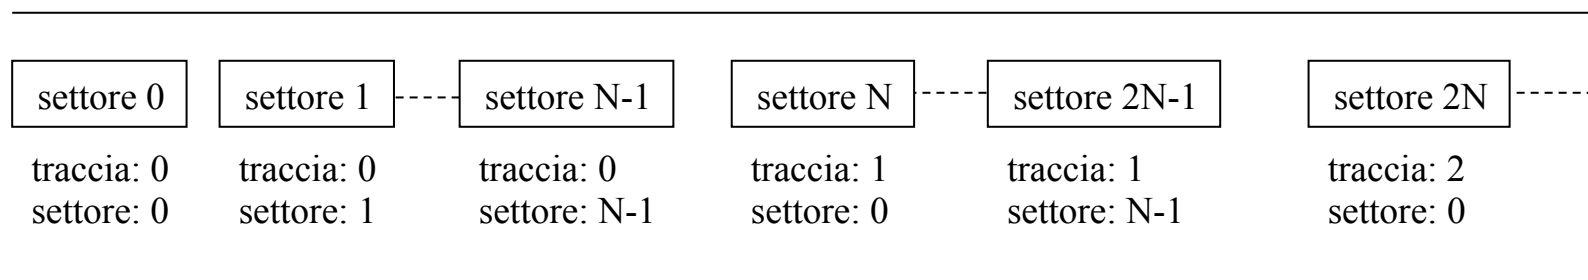 settore 0 settore 1 settore N-1 settore N settore 2N-1 settore 2N
traccia: 0 traccia: 0 traccia: 0 traccia: 1 traccia: 1 traccia: 2
settore: 0 settore: 1 settore: N-1 settore: 0 settore: N-1 settore: 0